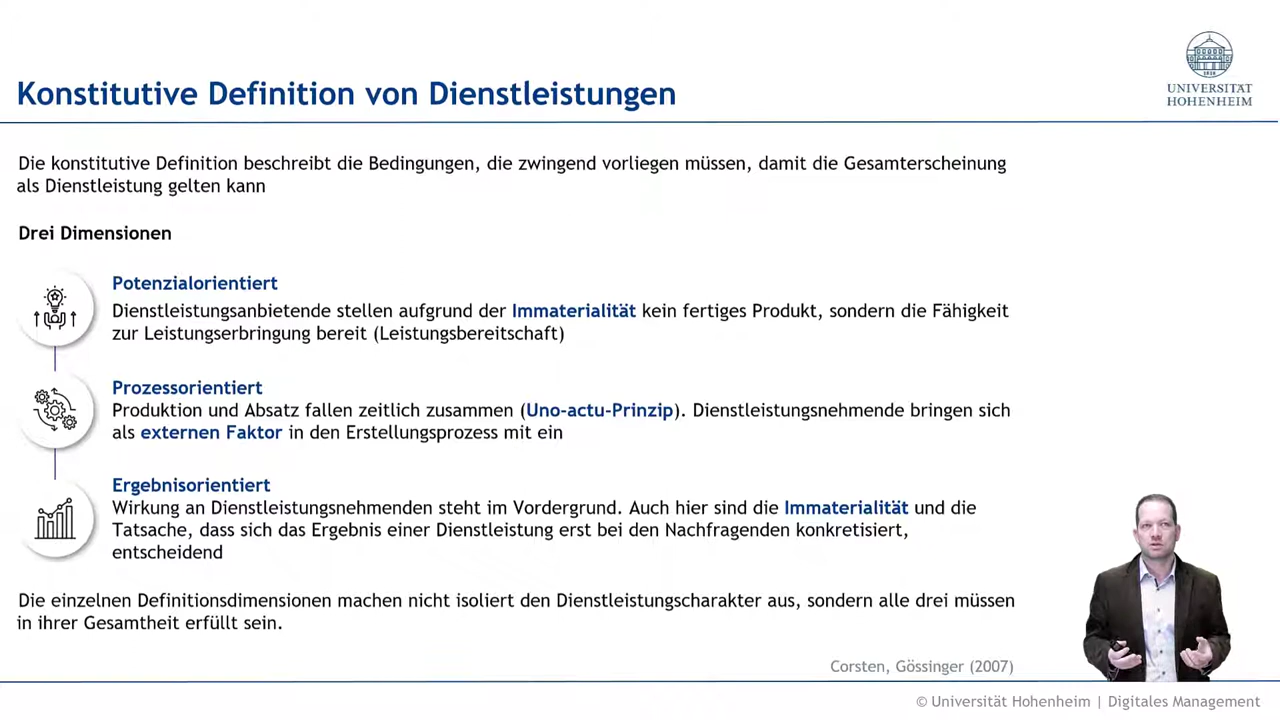 Konstitutive Definition von Dienstleistungen
1818
UNIVERSITÄT
HOHENHEIM
Die konstitutive Definition beschreibt die Bedingungen, die zwingend vorliegen müssen, damit die Gesamterscheinung
als Dienstleistung gelten kann
Drei Dimensionen
Potenzialorientiert
Dienstleistungsanbietende stellen aufgrund der Immaterialität kein fertiges Produkt, sondern die Fähigkeit
zur Leistungserbringung bereit (Leistungsbereitschaft)
Prozessorientiert
Produktion und Absatz fallen zeitlich zusammen (Uno-actu-Prinzip). Dienstleistungsnehmende bringen sich
als externen Faktor in den Erstellungsprozess mit ein
Ergebnisorientiert
Wirkung an Dienstleistungsnehmenden steht im Vordergrund. Auch hier sind die Immaterialität und die
Tatsache, dass sich das Ergebnis einer Dienstleistung erst bei den Nachfragenden konkretisiert,
entscheidend
Die einzelnen Definitionsdimensionen machen nicht isoliert den Dienstleistungscharakter aus, sondern alle drei müssen
in ihrer Gesamtheit erfüllt sein.
Corsten, Gössinger (2007)
© Universität Hohenheim | Digitales Management